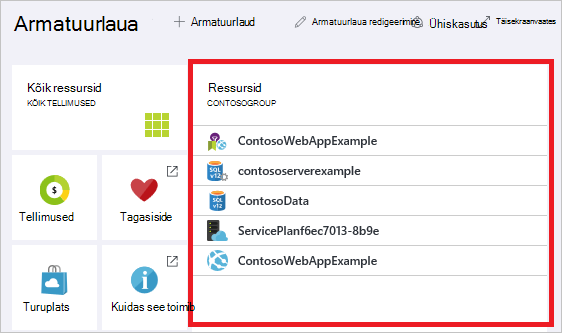 Armatuurlaua
+ Armatuurlaud
Armatuurlaua redigeerimine
Ühiskasutus
Täisekraanvaates
Kõik ressursid
KÕIK TELLIMUSED
Ressursid
CONTOSOGROUP
ContosoWebAppExample
SQL v12
contososerverexample
SQL v12
ContosoData
ServicePlanf6ec7013-8b9e
ContosoWebAppExample
$
Tellimused
Tagasiside
Turuplats
Kuidas see toimib